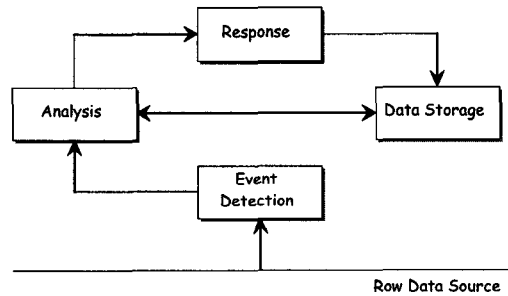 Response
Analysis
Data Storage
Event
Detection
Row Data Source